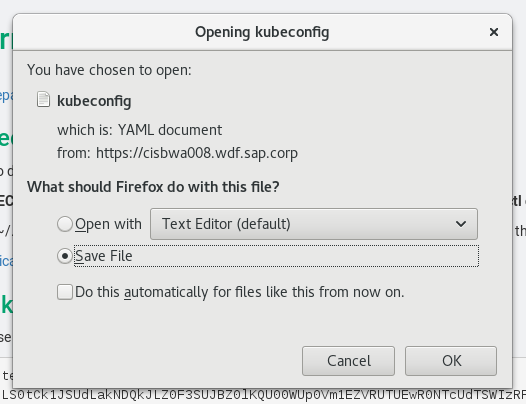 Opening kubeconfig
You have chosen to open:
kubeconfig
which is: YAML document
from: https://cisbwa008.wdf.sap.corp
What should Firefox do with this file?
Open with Text Editor (default)
Save File
Do this automatically for files like this from now on.
Cancel OK